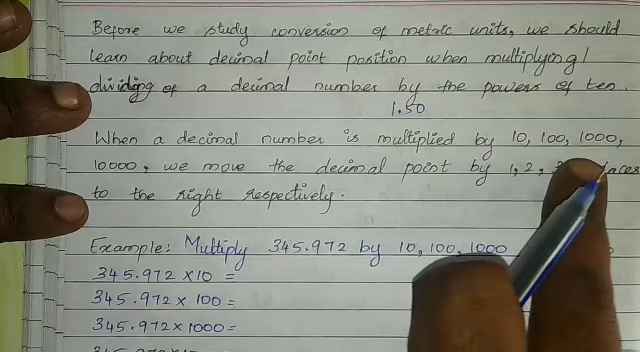 Before we study conversion of metric units, we should
learn about decimal point position when multiplying/
dividing of a decimal number by the powers of ten.
1.50
When a decimal number is multiplied by 10, 100, 1000,
10000, we move the decimal point by 1, 2, 3
to the right respectively.
Example: Multiply 345.972 by 10, 100, 1000
345.972 × 10 =
345.972 × 100 =
345.972 × 1000 =